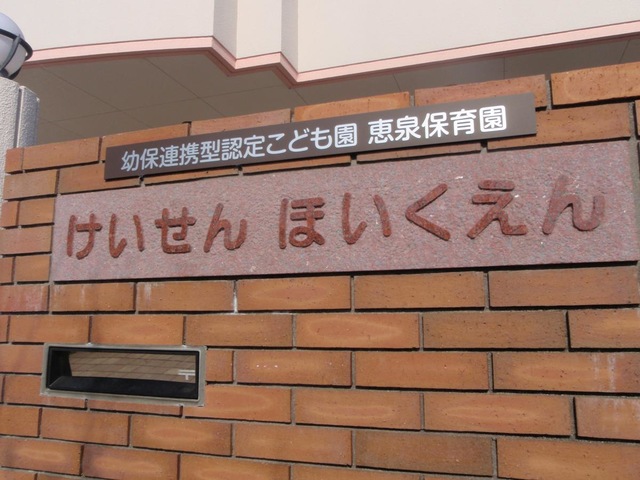 幼保連携型認定こども園 恵泉保育園
けいせん ほいくえん
〒